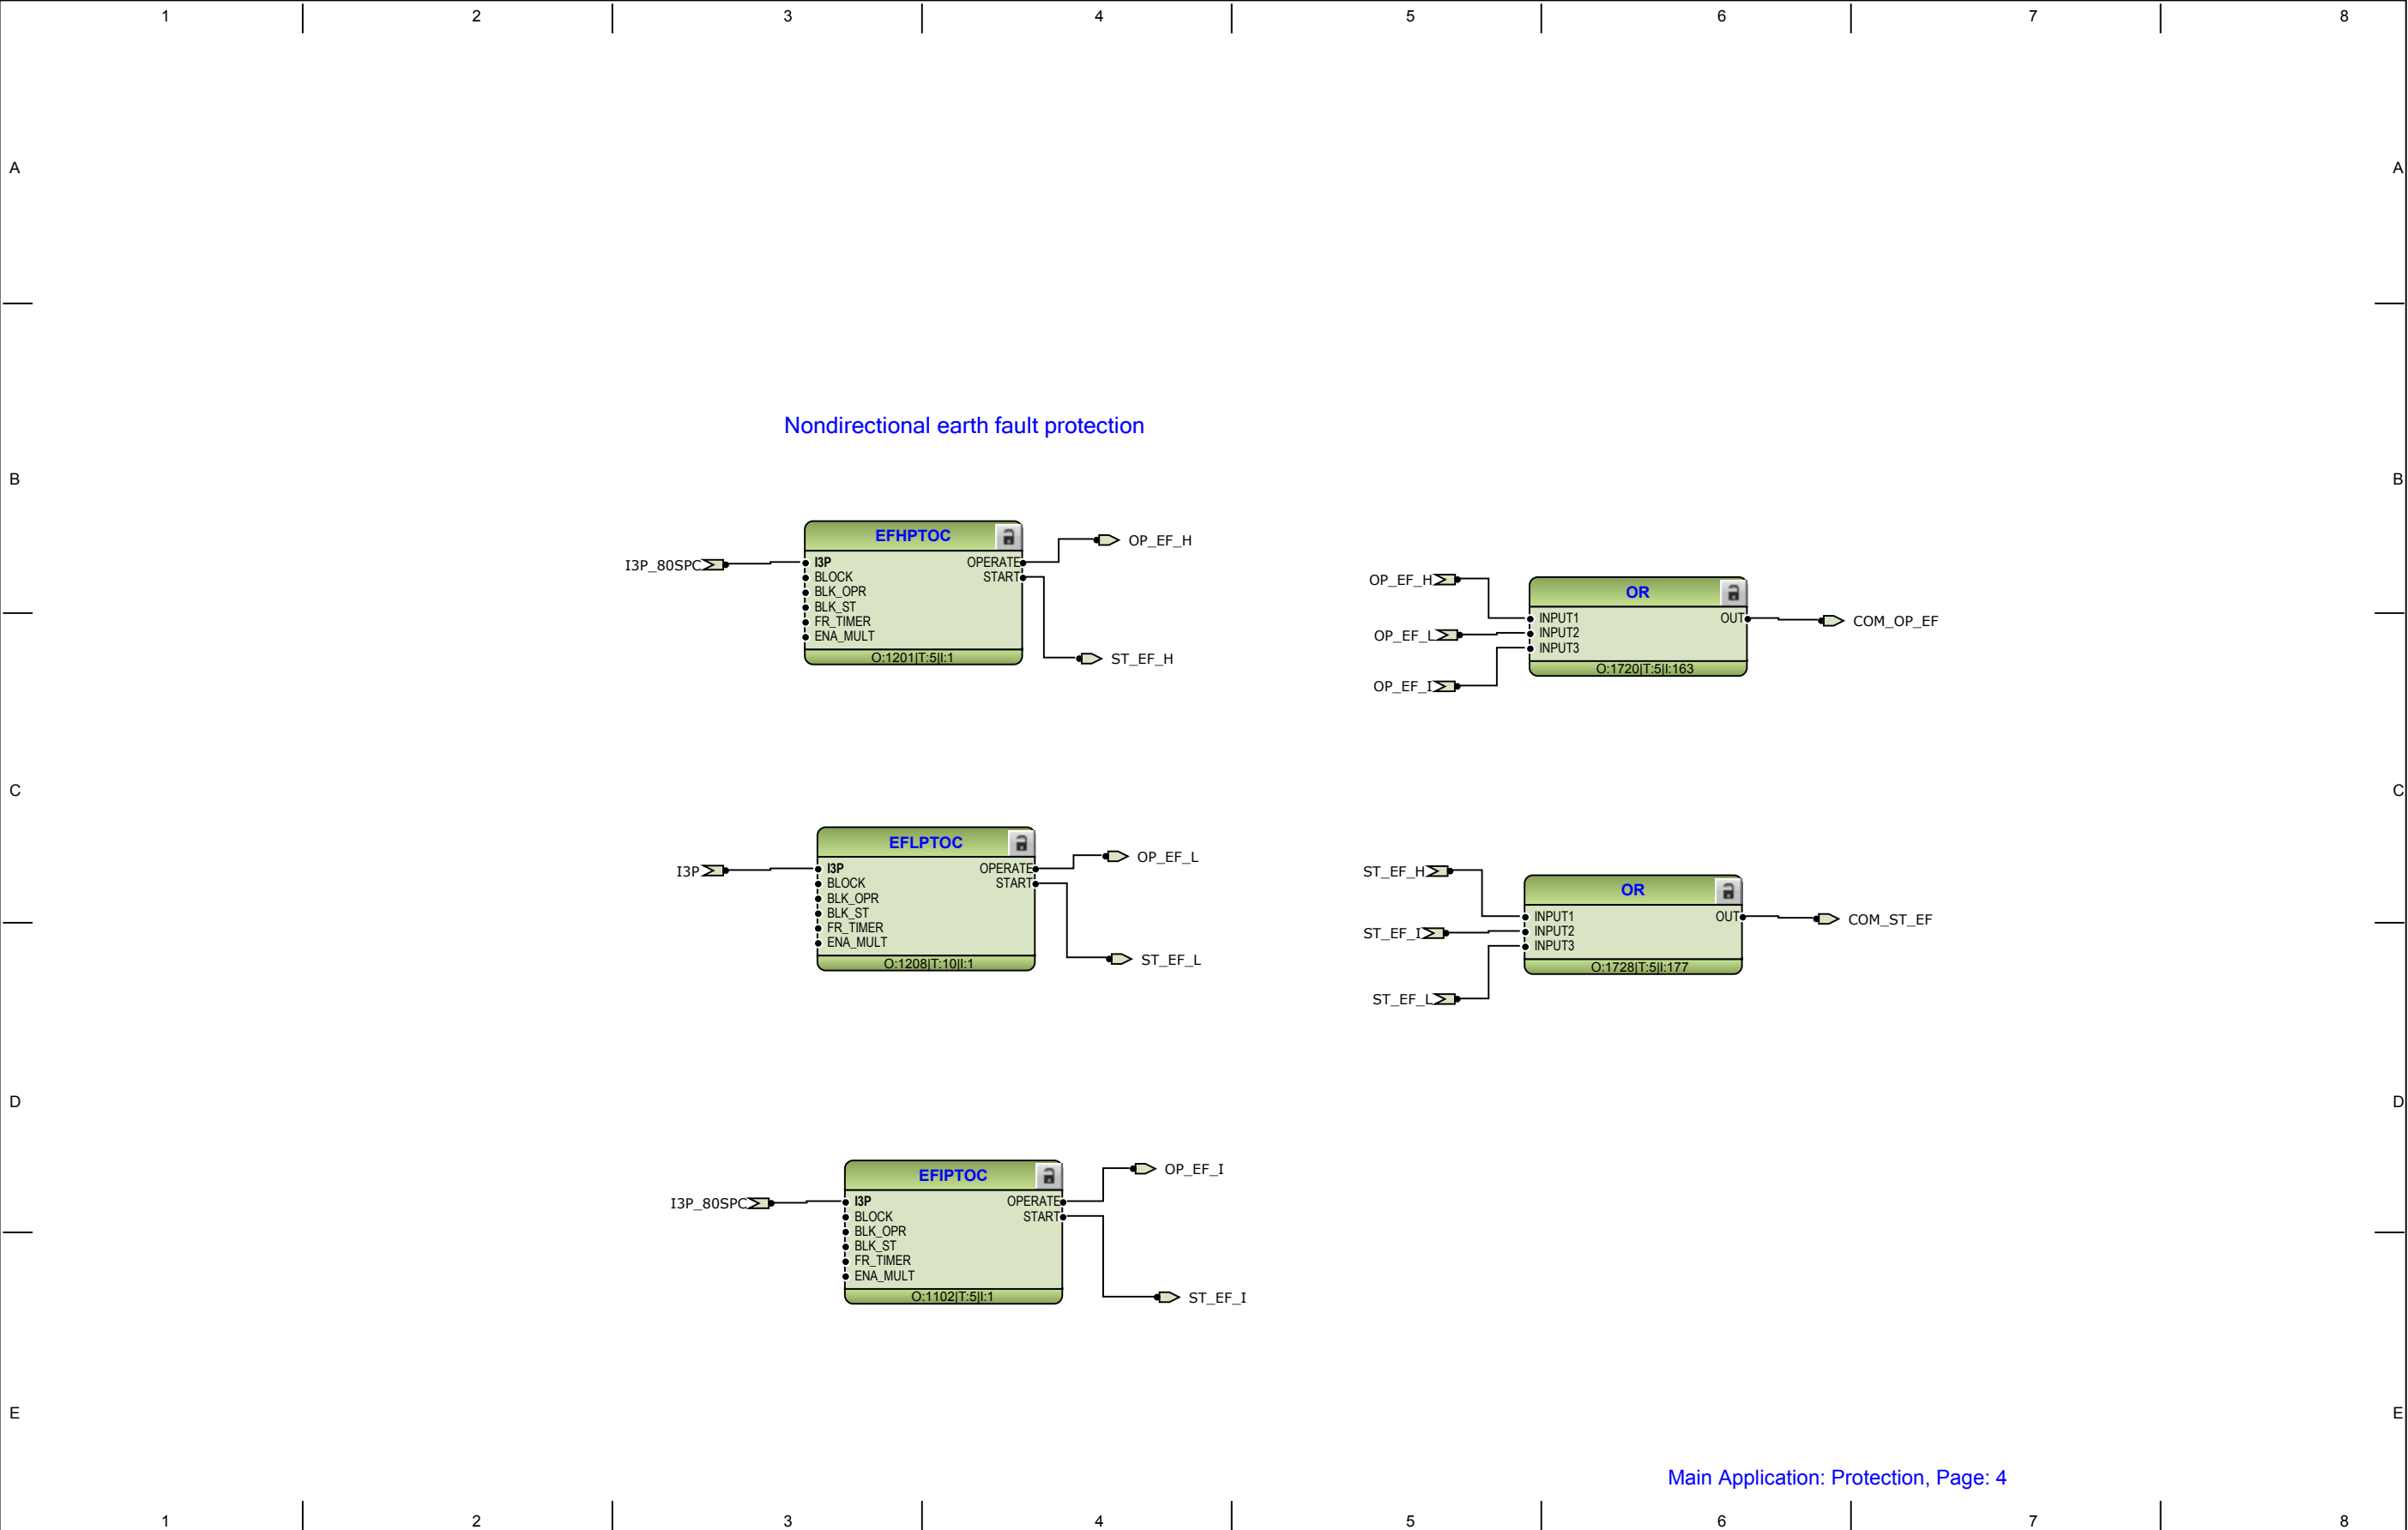 1 2 3 4 5 6 7 8
A A
Nondirectional earth fault protection
B B
EFHPTOC
I3P_80SPC
I3P OPERATE
BLOCK START
BLK_OPR
BLK_ST
FR_TIMER
ENA_MULT
O:1201|T:5|I:1
OP_EF_H
ST_EF_H
OP_EF_H
OP_EF_L
OP_EF_I
OR
INPUT1 OUT
INPUT2
INPUT3
O:1720|T:5|I:163
COM_OP_EF
C C
EFLPTOC
I3P
I3P OPERATE
BLOCK START
BLK_OPR
BLK_ST
FR_TIMER
ENA_MULT
O:1208|T:10|I:1
OP_EF_L
ST_EF_L
ST_EF_H
ST_EF_I
ST_EF_L
OR
INPUT1 OUT
INPUT2
INPUT3
O:1728|T:5|I:177
COM_ST_EF
D D
EFIPTOC
I3P_80SPC
I3P OPERATE
BLOCK START
BLK_OPR
BLK_ST
FR_TIMER
ENA_MULT
O:1102|T:5|I:1
OP_EF_I
ST_EF_I
E E
Main Application: Protection, Page: 4
1 2 3 4 5 6 7 8